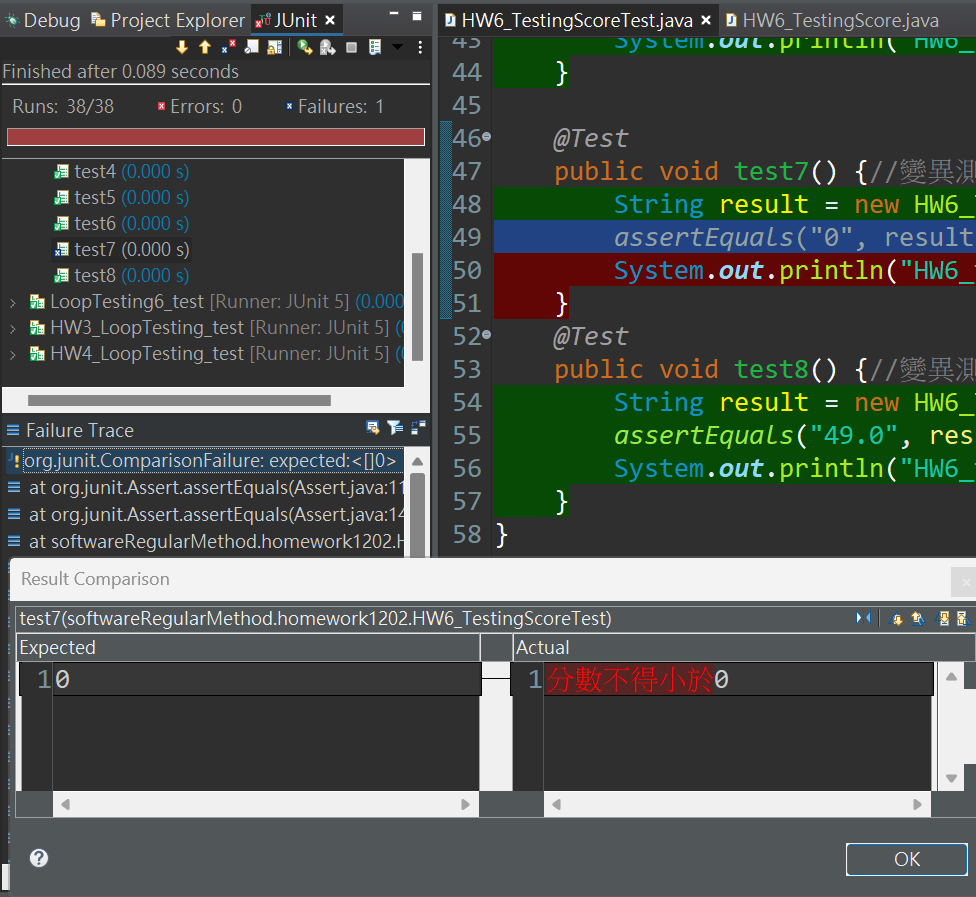 Debug Project Explorer JUnit ×
Finished after 0.089 seconds
Runs: 38/38 Errors: 0 Failures: 1
test4 (0.000 s)
test5 (0.000 s)
test6 (0.000 s)
test7 (0.000 s)
test8 (0.000 s)
LoopTesting6_test [Runner: JUnit 5] (0.000
HW3_LoopTesting_test [Runner: JUnit 5] (
HW4_LoopTesting_test [Runner: JUnit 5] (
Failure Trace
org.junit.ComparisonFailure: expected:<[]0>
at org.junit.Assert.assertEquals(Assert.java:11
at org.junit.Assert.assertEquals(Assert.java:14
at softwareRegularMethod.homework1202.H
HW6_TestingScoreTest.java × HW6_TestingScore.java
43 System.out.println("HW6_
44 }
45
46 @Test
47 public void test7() {//變異測
48 String result = new HW6_
49 assertEquals("0", result
50 System.out.println("HW6_
51 }
52 @Test
53 public void test8() {//變異測
54 String result = new HW6_
55 assertEquals("49.0", res
56 System.out.println("HW6_
57 }
58 }
Result Comparison ×
test7(softwareRegularMethod.homework1202.HW6_TestingScoreTest)
Expected Actual
1 0
1 分數不得小於0
OK